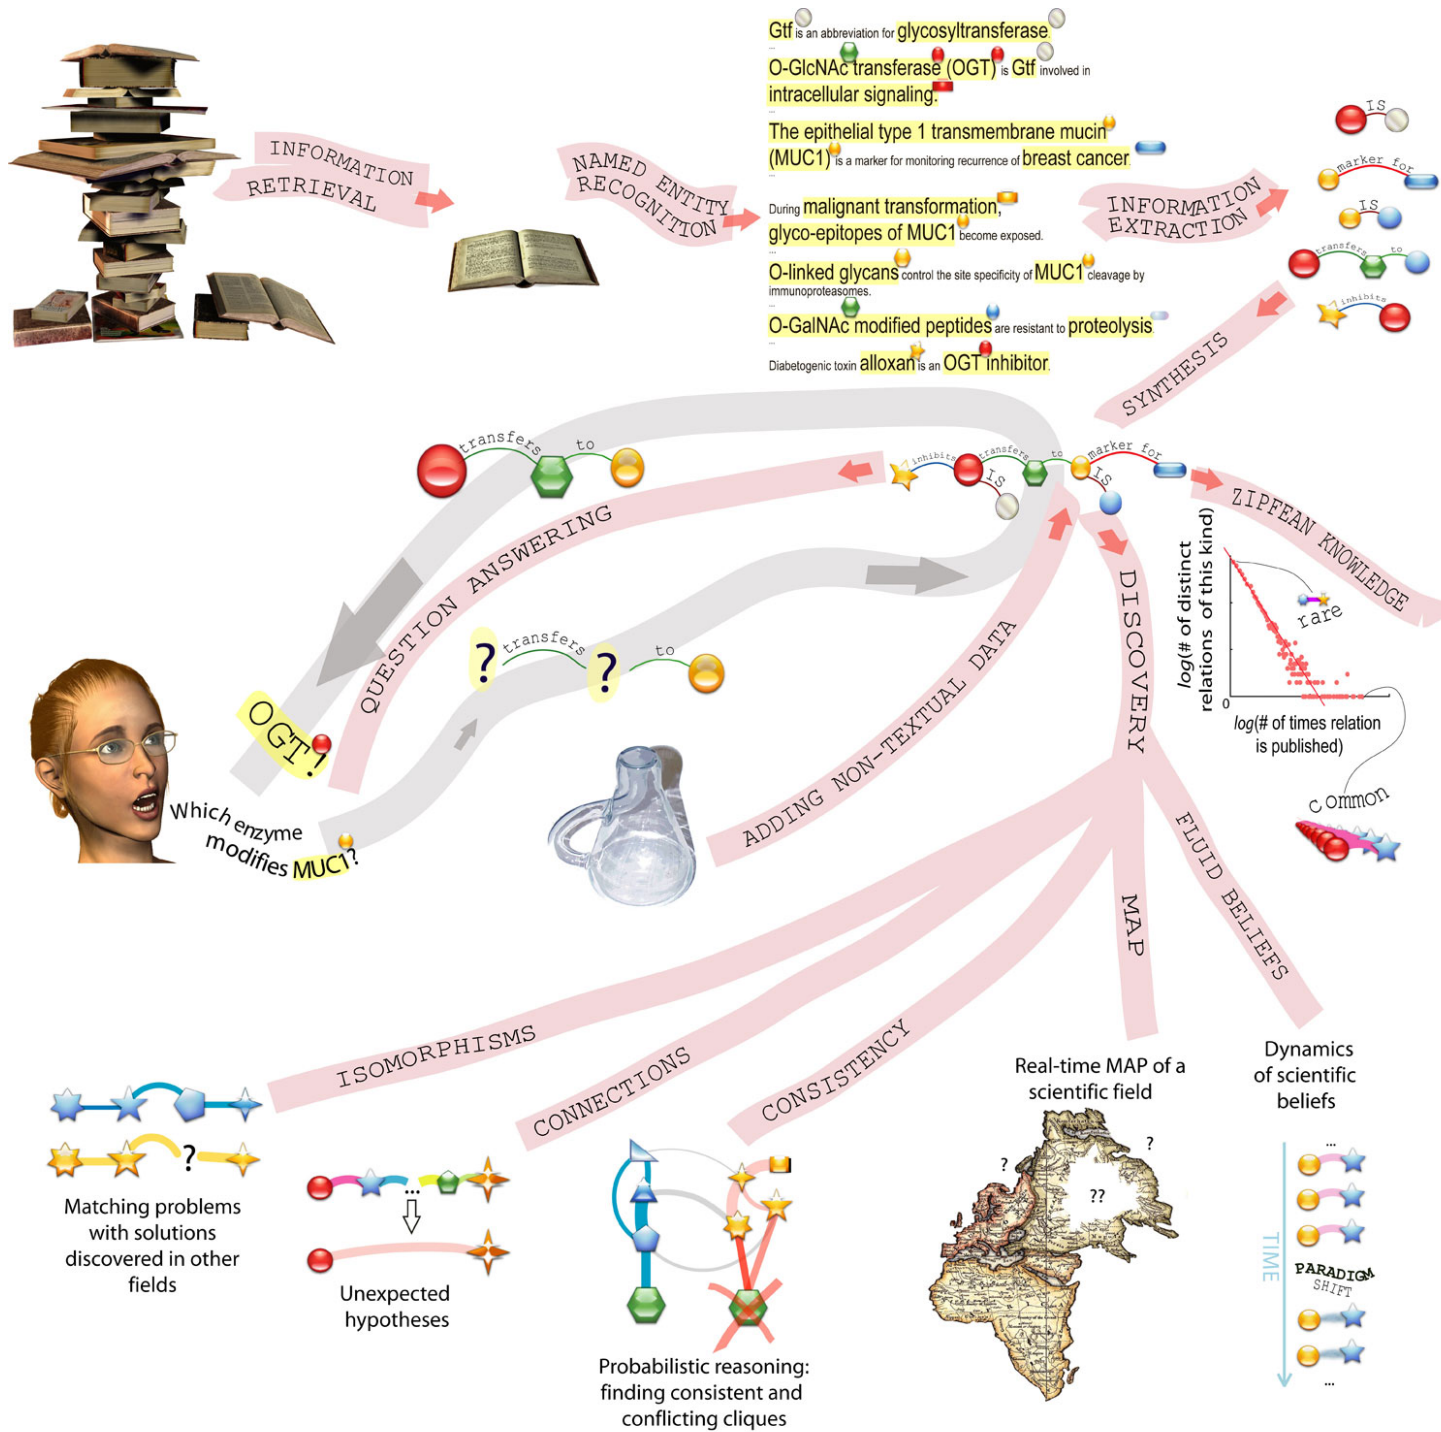 Gtf is an abbreviation for glycosyltransferase.
...
O-GlcNAc transferase (OGT) is Gtf involved in
intracellular signaling.
...
The epithelial type 1 transmembrane mucin
(MUC1) is a marker for monitoring recurrence of breast cancer.
...
During malignant transformation,
glyco-epitopes of MUC1 become exposed.
...
O-linked glycans control the site specificity of MUC1 cleavage by
immunoproteasomes.
...
O-GalNAc modified peptides are resistant to proteolysis.
...
Diabetogenic toxin alloxan is an OGT inhibitor.
INFORMATION
RETRIEVAL
NAMED ENTITY
RECOGNITION
INFORMATION
EXTRACTION
IS
marker for
IS
transfers to
inhibits
SYNTHESIS
transfers to
inhibits transfers to marker for
IS
IS
ZIPFEAN KNOWLEDGE
QUESTION ANSWERING
? transfers ? to
OGT!
Which enzyme
modifies MUC1?
ADDING NON-TEXTUAL DATA
DISCOVERY
log(# of distinct
relations of this kind)
rare
0
log(# of times relation
is published)
common
FLUID BELIEFS
MAP
ISOMORPHISMS
CONNECTIONS
CONSISTENCY
?
Matching problems
with solutions
discovered in other
fields
...
Unexpected
hypotheses
Probabilistic reasoning:
finding consistent and
conflicting cliques
Real-time MAP of a
scientific field
?
?
??
Dynamics
of scientific
beliefs
...
TIME
PARADIGM
SHIFT
...